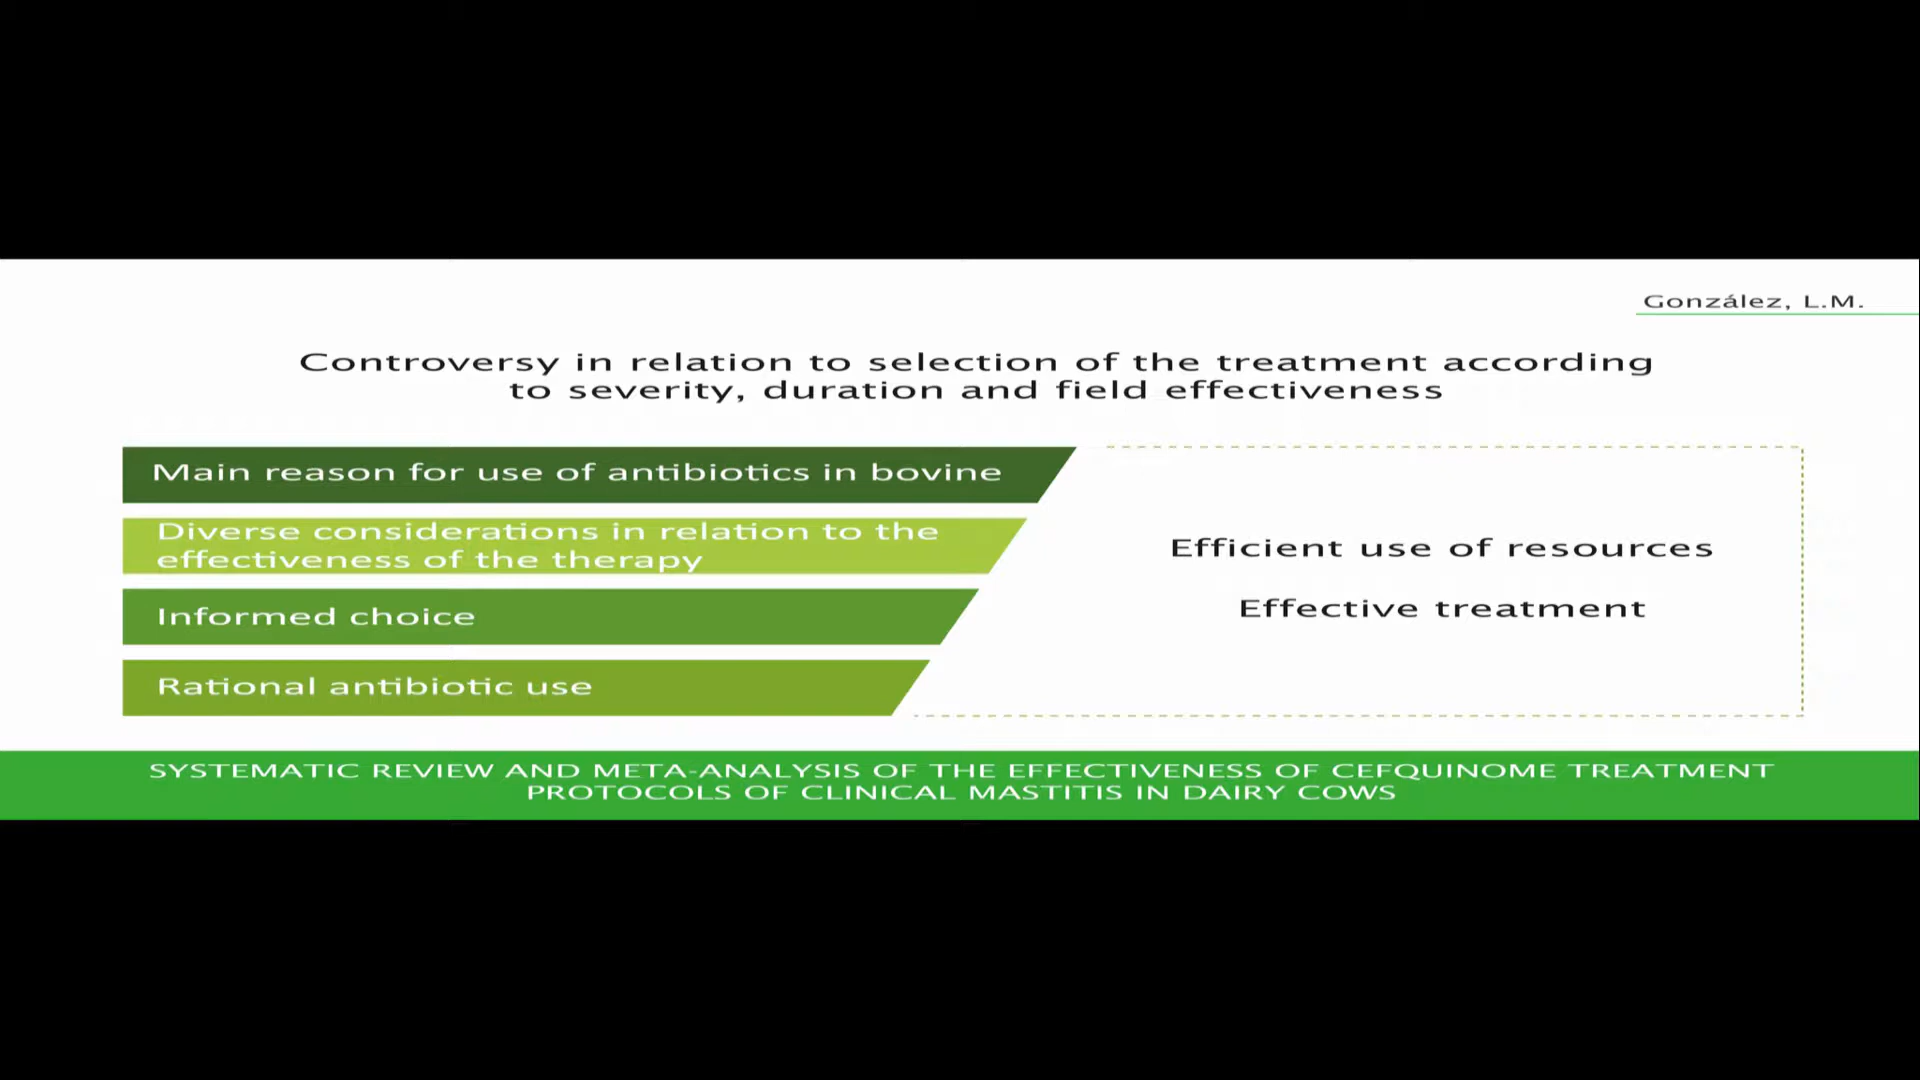 González, L.M.
Controversy in relation to selection of the treatment according
to severity, duration and field effectiveness
Main reason for use of antibiotics in bovine
Diverse considerations in relation to the
effectiveness of the therapy
Informed choice
Rational antibiotic use
Efficient use of resources
Effective treatment
SYSTEMATIC REVIEW AND META-ANALYSIS OF THE EFFECTIVENESS OF CEFQUINOME TREATMENT
PROTOCOLS OF CLINICAL MASTITIS IN DAIRY COWS